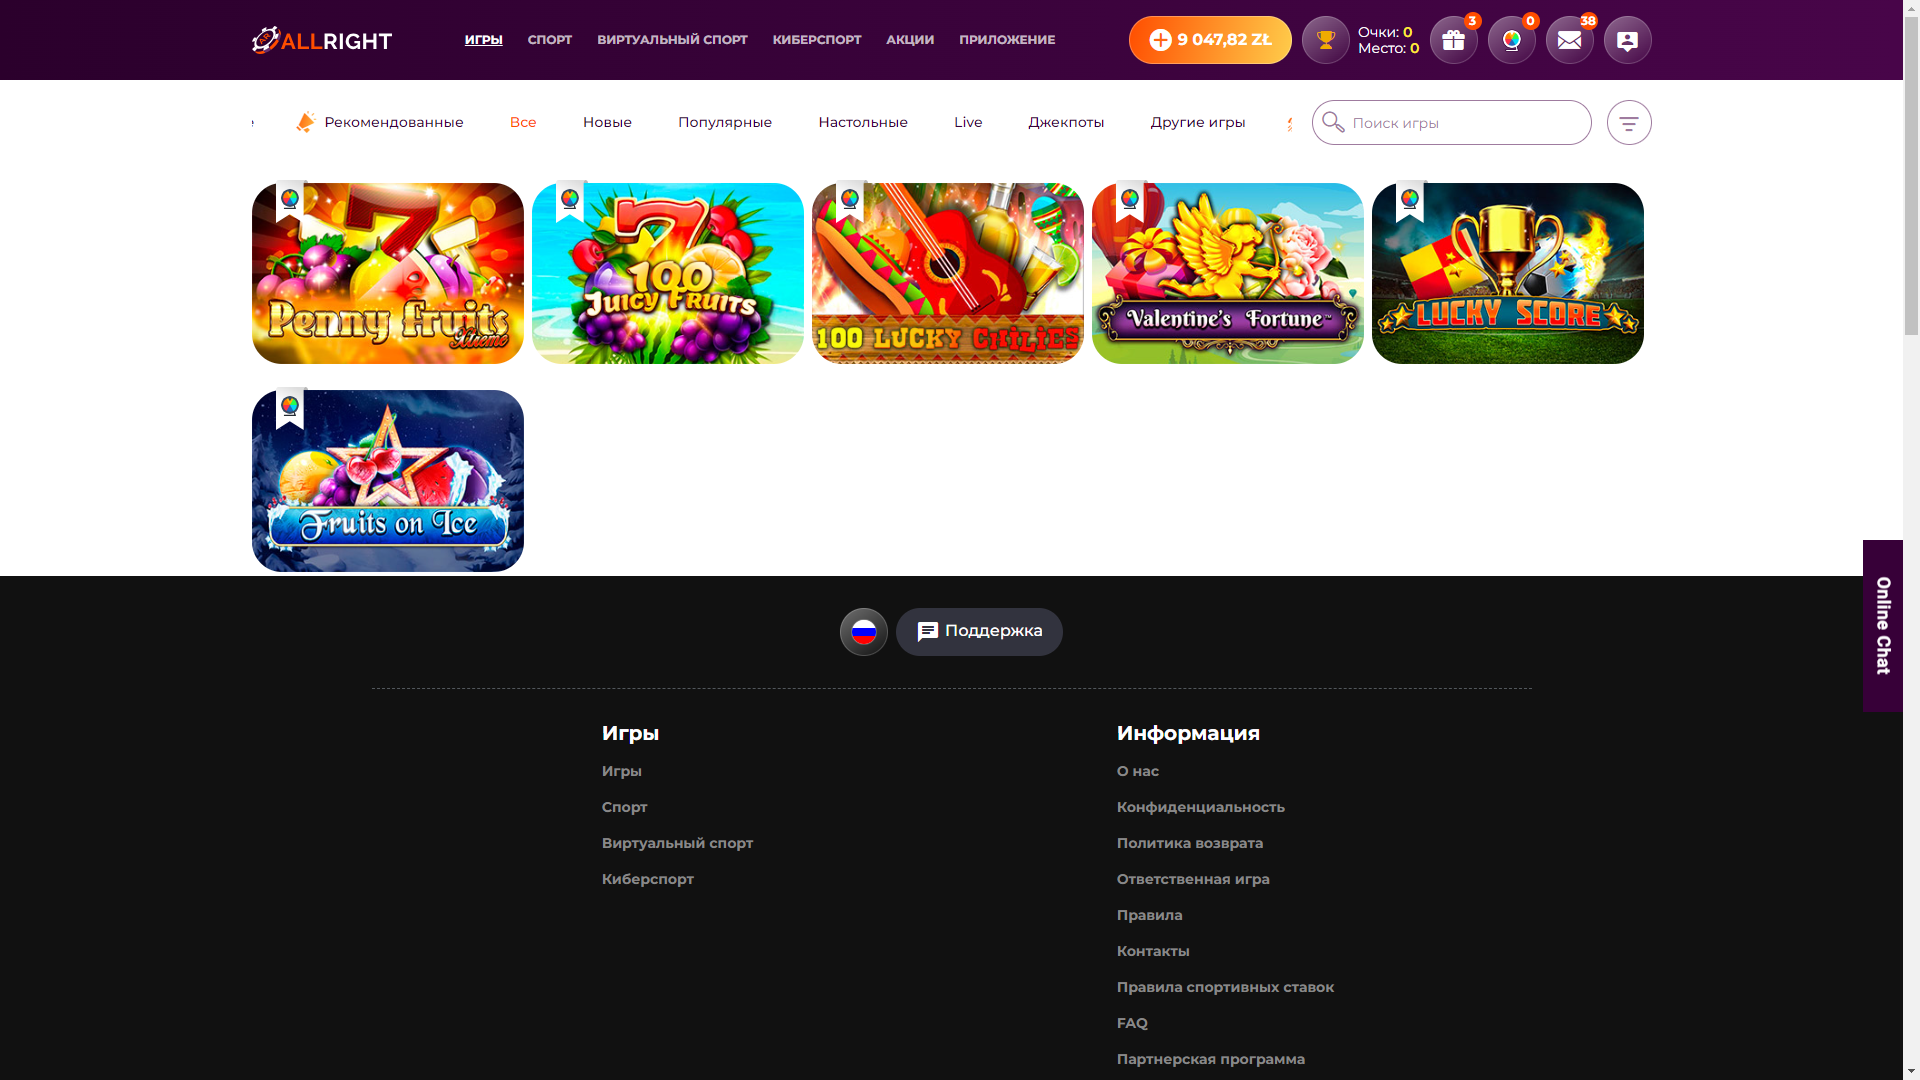 ALLRIGHT
ИГРЫ
СПОРТ
ВИРТУАЛЬНЫЙ СПОРТ
КИБЕРСПОРТ
АКЦИИ
ПРИЛОЖЕНИЕ
9 047,82 ZŁ
Очки: 0
Место: 0
3
0
38
Рекомендованные
Все
Новые
Популярные
Настольные
Live
Джекпоты
Другие игры
Поиск игры
Penny Fruits
Xtreme
100
JUICY FRUITS
100 LUCKY CHILIES
Valentine's Fortune™
LUCKY SCORE
Fruits on Ice
Online Chat
Поддержка
Игры
Игры
Спорт
Виртуальный спорт
Киберспорт
Информация
О нас
Конфиденциальность
Политика возврата
Ответственная игра
Правила
Контакты
Правила спортивных ставок
FAQ
Партнерская программа